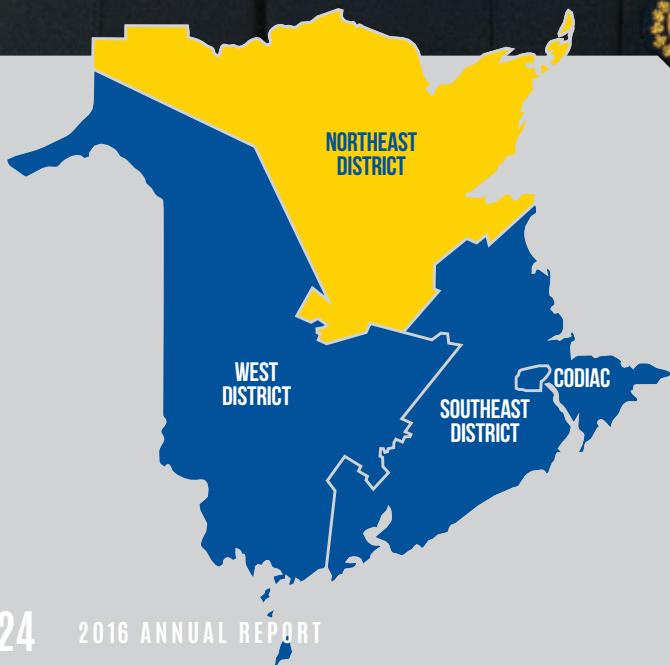 NORTHEAST
DISTRICT
WEST
DISTRICT
CODIAC
SOUTHEAST
DISTRICT
24 2016 ANNUAL REPORT